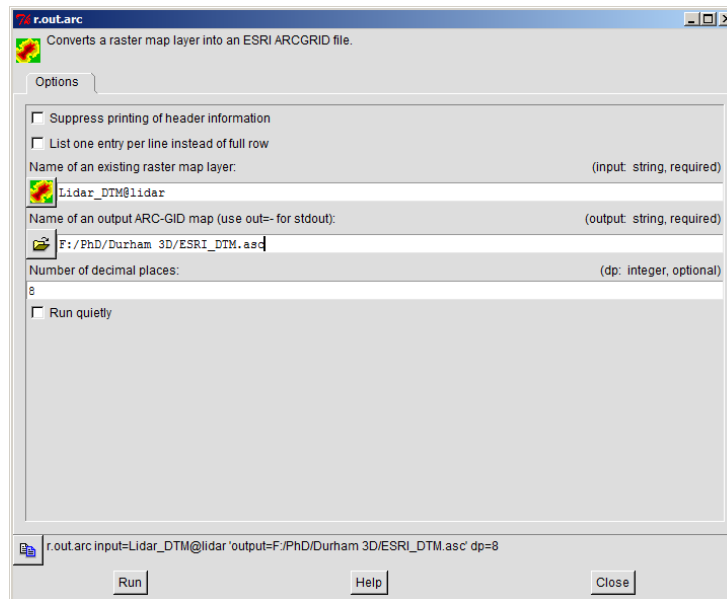 r.out.arc
Converts a raster map layer into an ESRI ARCGRID file.
Options
Suppress printing of header information
List one entry per line instead of full row
Name of an existing raster map layer: (input: string, required)
Lidar_DTM@lidar
Name of an output ARC-GID map (use out=- for stdout): (output: string, required)
F:/PhD/Durham 3D/ESRI_DTM.asc
Number of decimal places: (dp: integer, optional)
8
Run quietly
r.out.arc input=Lidar_DTM@lidar 'output=F:/PhD/Durham 3D/ESRI_DTM.asc' dp=8
Run Help Close